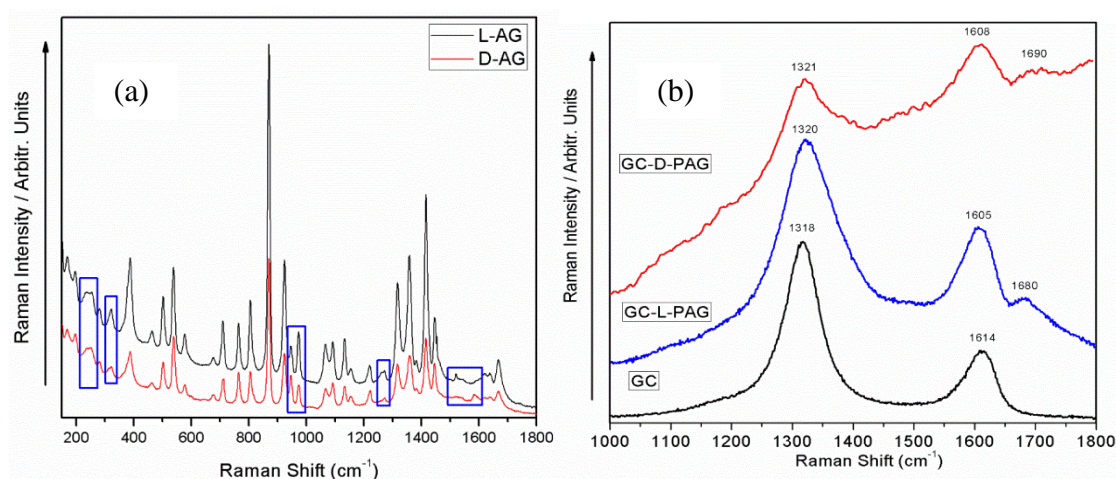 (a)
L-AG
D-AG
Raman Intensity / Arbitr. Units
200 400 600 800 1000 1200 1400 1600 1800
Raman Shift (cm⁻¹)
(b)
1608
1690
1321
GC-D-PAG
1320
1605
1680
GC-L-PAG
1318
1614
GC
Raman Intensity / Arbitr. Units
1000 1100 1200 1300 1400 1500 1600 1700 1800
Raman Shift (cm⁻¹)